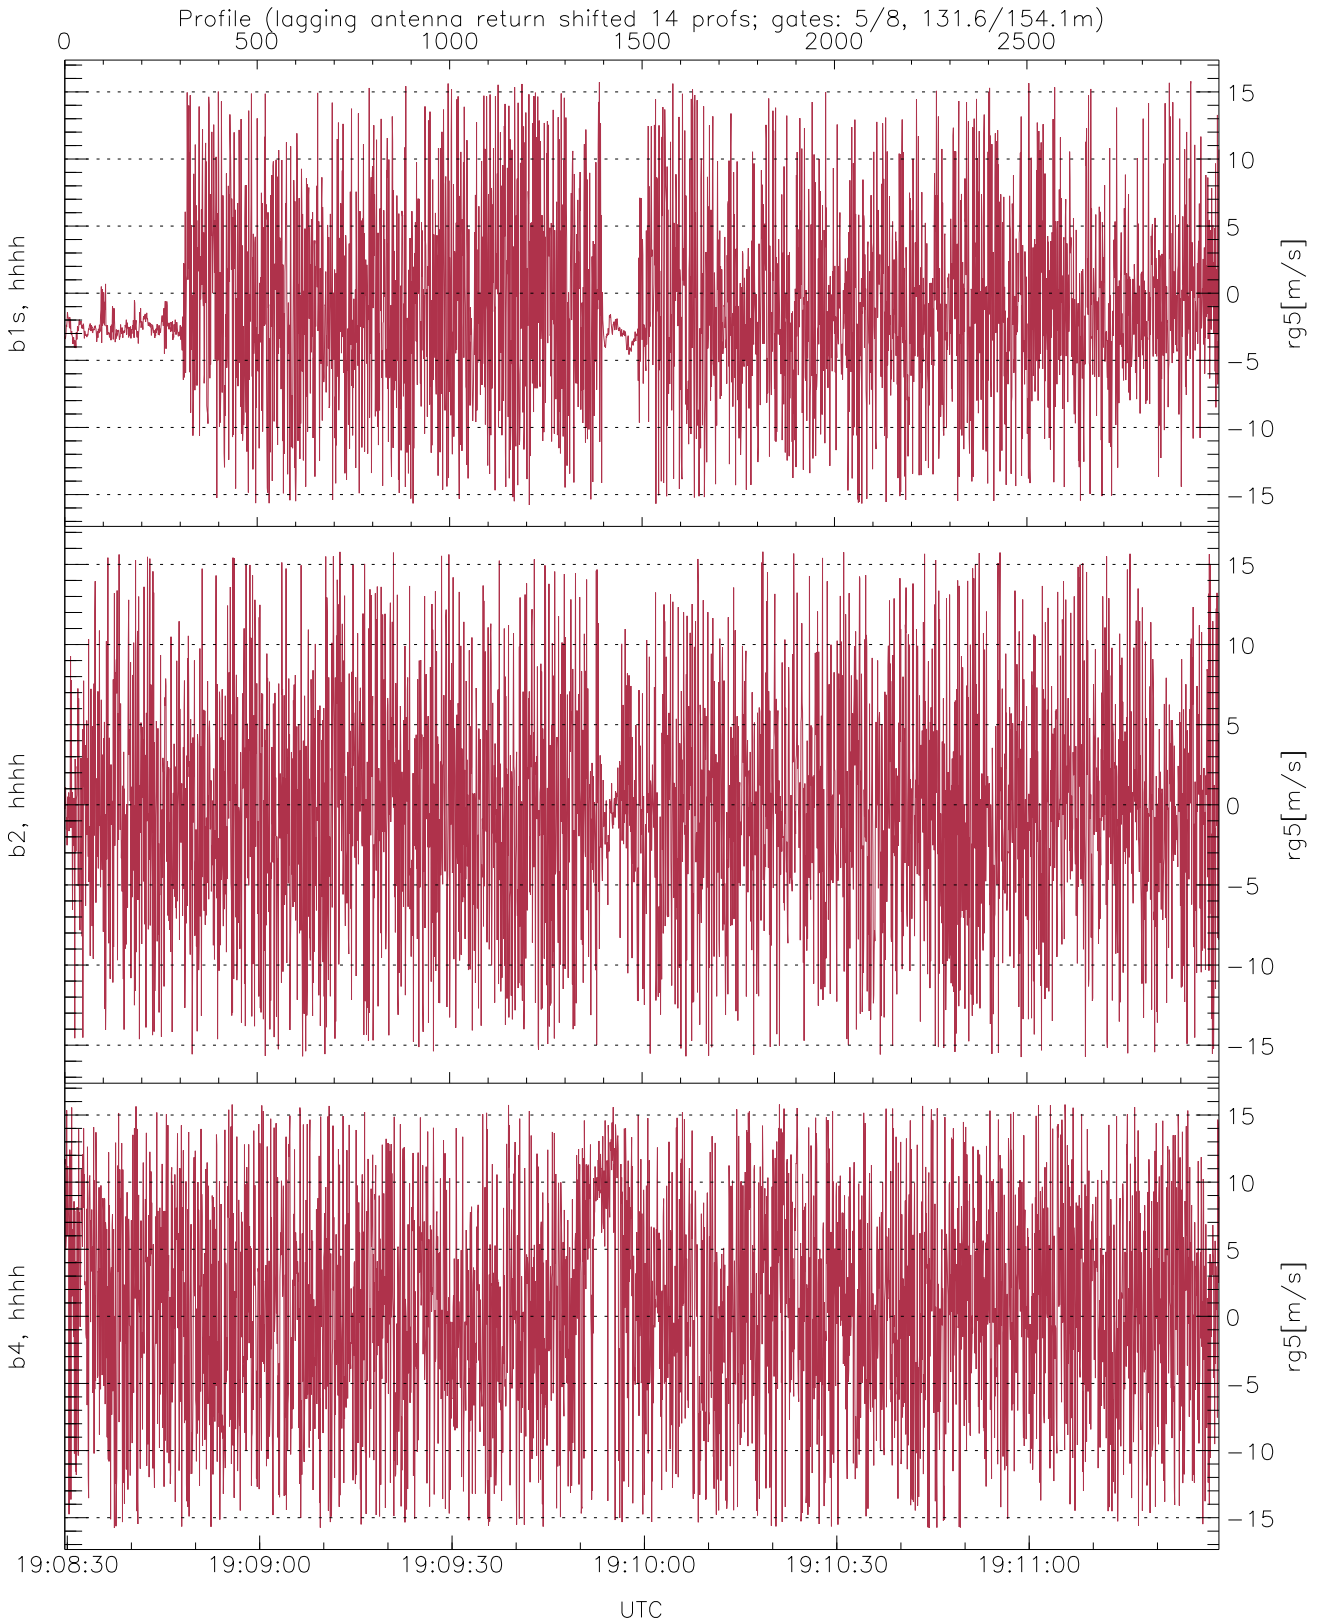 Profile (lagging antenna return shifted 14 profs; gates: 5/8, 131.6/154.1m)
0 500 1000 1500 2000 2500
b1s, hhhh
15
10
5
0
−5
−10
−15
rg5[m/s]
b2, hhhh
15
10
5
0
−5
−10
−15
rg5[m/s]
b4, hhhh
15
10
5
0
−5
−10
−15
rg5[m/s]
19:08:30 19:09:00 19:09:30 19:10:00 19:10:30 19:11:00
UTC